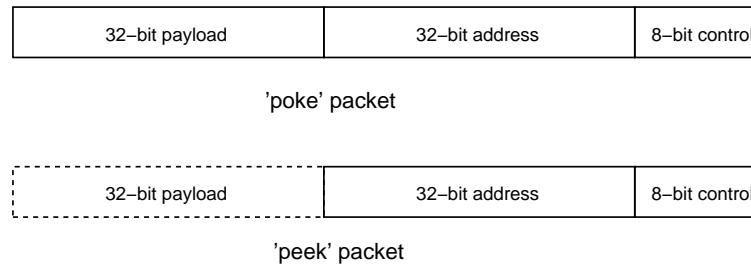 32−bit payload 32−bit address 8−bit control
’poke’ packet
32−bit payload 32−bit address 8−bit control
’peek’ packet